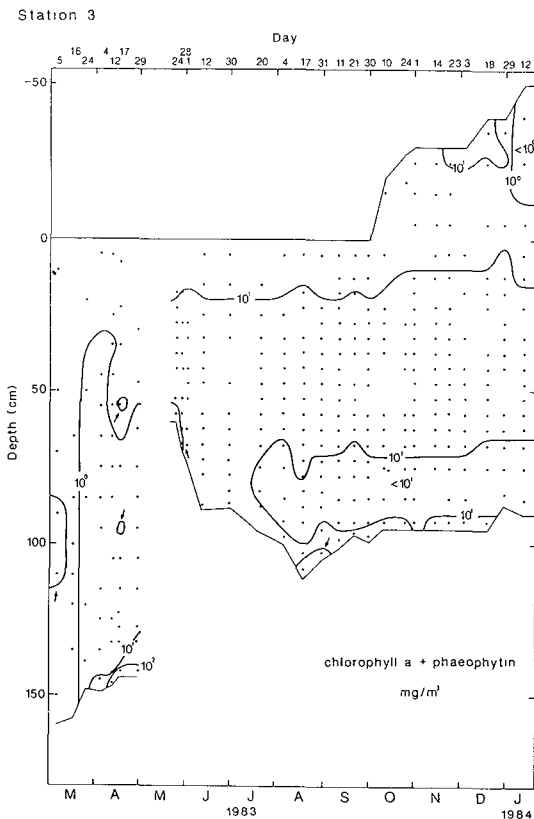 Station 3
Day
5 16 24 4 12 17 29 24 28 1 12 30 20 4 17 31 11 21 30 10 24 1 14 23 3 18 29 12
-50
0
50
100
150
Depth (cm)
10¹
10⁰
<10⁰
10¹
10⁰
10¹
<10¹
10¹
10¹
10²
chlorophyll a + phaeophytin
mg/m³
M A M J J A S O N D J
1983 1984